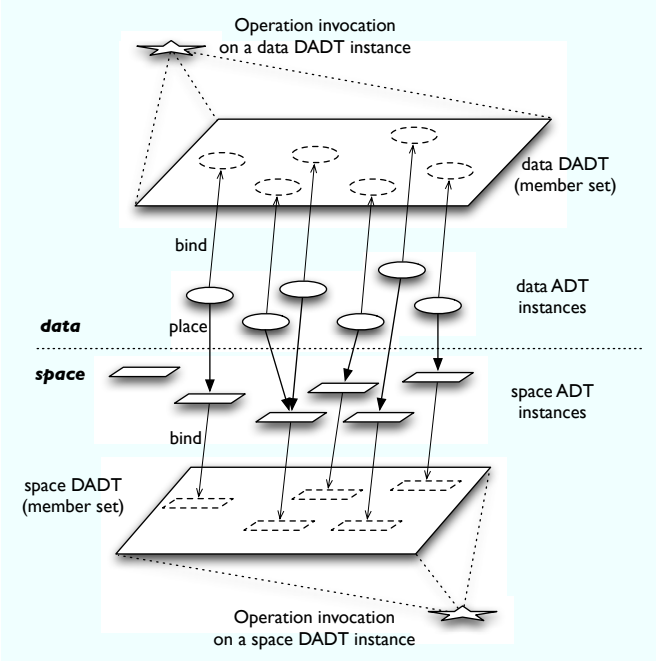 Operation invocation
on a data DADT instance
data DADT
(member set)
bind
data ADT
instances
place
data
space
space ADT
instances
bind
space DADT
(member set)
Operation invocation
on a space DADT instance